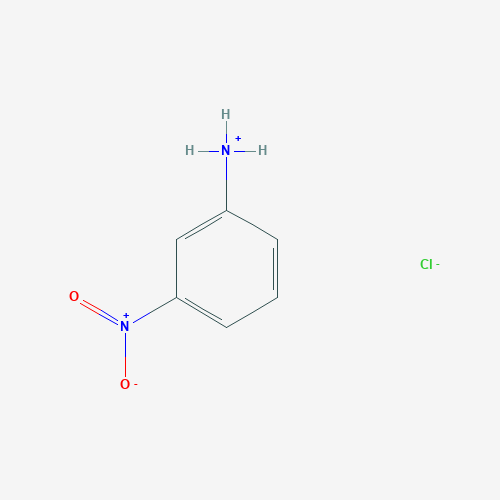 H
H N + H
Cl -
O
N +
O -